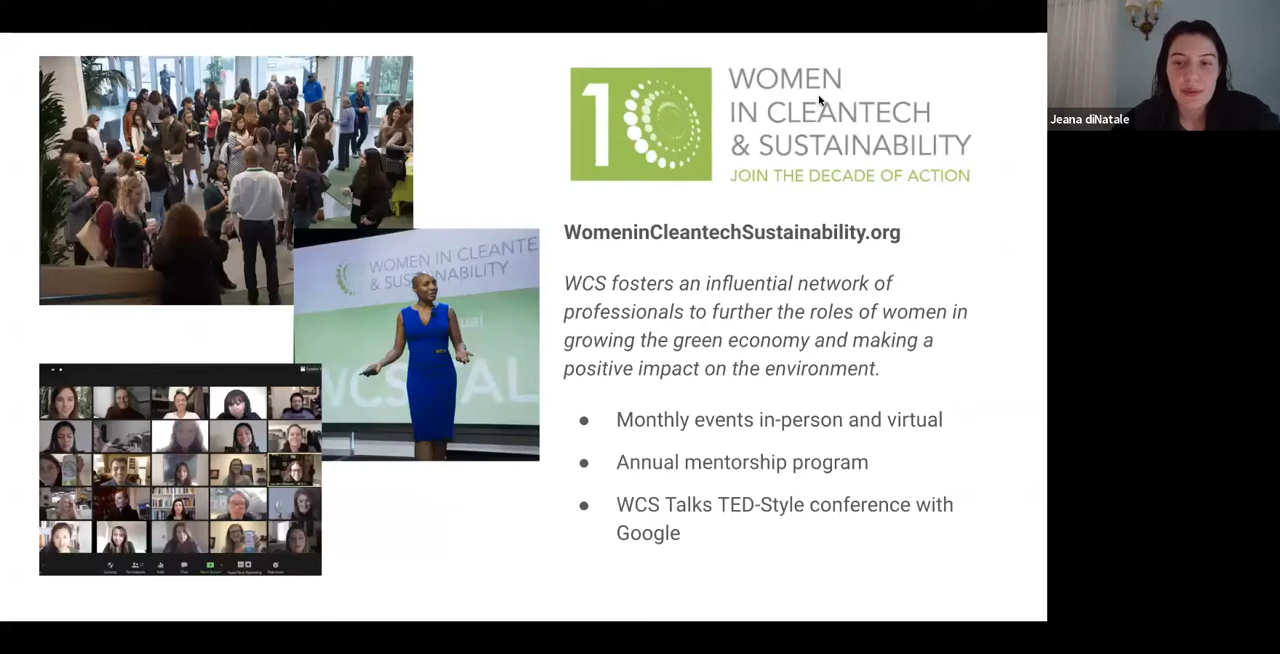 10
WOMEN
IN CLEANTECH
& SUSTAINABILITY
JOIN THE DECADE OF ACTION
WomeninCleantechSustainability.org
WCS fosters an influential network of
professionals to further the roles of women in
growing the green economy and making a
positive impact on the environment.
● Monthly events in-person and virtual
● Annual mentorship program
● WCS Talks TED-Style conference with
Google
WOMEN IN CLEANTE
& SUSTAINABILITY
WCS
Jeana diNatale